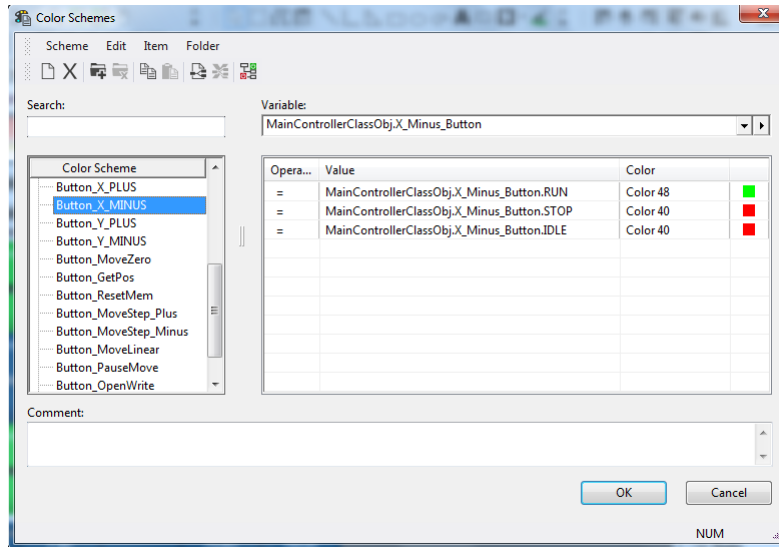 Color Schemes
Scheme Edit Item Folder
Search:
Variable:
MainControllerClassObj.X_Minus_Button
Color Scheme
Button_X_PLUS
Button_X_MINUS
Button_Y_PLUS
Button_Y_MINUS
Button_MoveZero
Button_GetPos
Button_ResetMem
Button_MoveStep_Plus
Button_MoveStep_Minus
Button_MoveLinear
Button_PauseMove
Button_OpenWrite
Opera... Value Color
= MainControllerClassObj.X_Minus_Button.RUN Color 48
= MainControllerClassObj.X_Minus_Button.STOP Color 40
= MainControllerClassObj.X_Minus_Button.IDLE Color 40
Comment:
OK Cancel
NUM